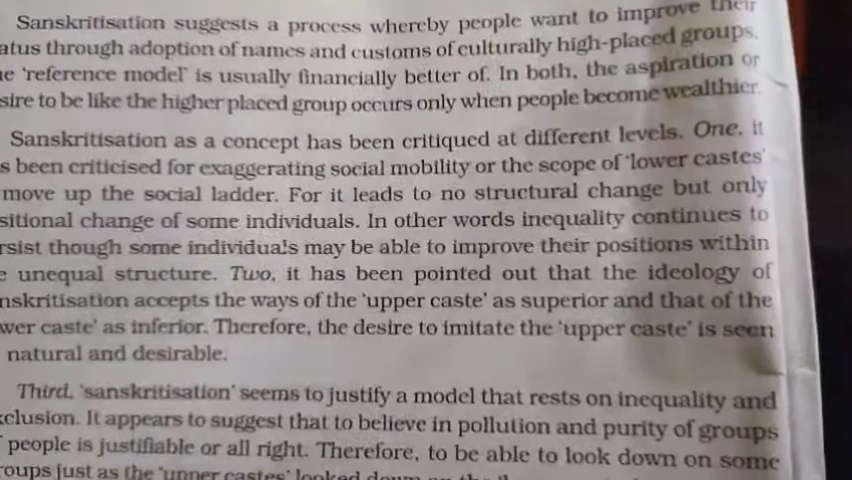 Sanskritisation suggests a process whereby people want to improve their
atus through adoption of names and customs of culturally high-placed groups.
ne 'reference model' is usually financially better of. In both, the aspiration or
sire to be like the higher placed group occurs only when people become wealthier.
Sanskritisation as a concept has been critiqued at different levels. One, it
s been criticised for exaggerating social mobility or the scope of 'lower castes'
move up the social ladder. For it leads to no structural change but only
sitional change of some individuals. In other words inequality continues to
rsist though some individuals may be able to improve their positions within
e unequal structure. Two, it has been pointed out that the ideology of
nskritisation accepts the ways of the 'upper caste' as superior and that of the
wer caste' as inferior. Therefore, the desire to imitate the 'upper caste' is seen
natural and desirable.
Third, 'sanskritisation' seems to justify a model that rests on inequality and
clusion. It appears to suggest that to believe in pollution and purity of groups
people is justifiable or all right. Therefore, to be able to look down on some
roups just as the 'upper castes' looked down on the